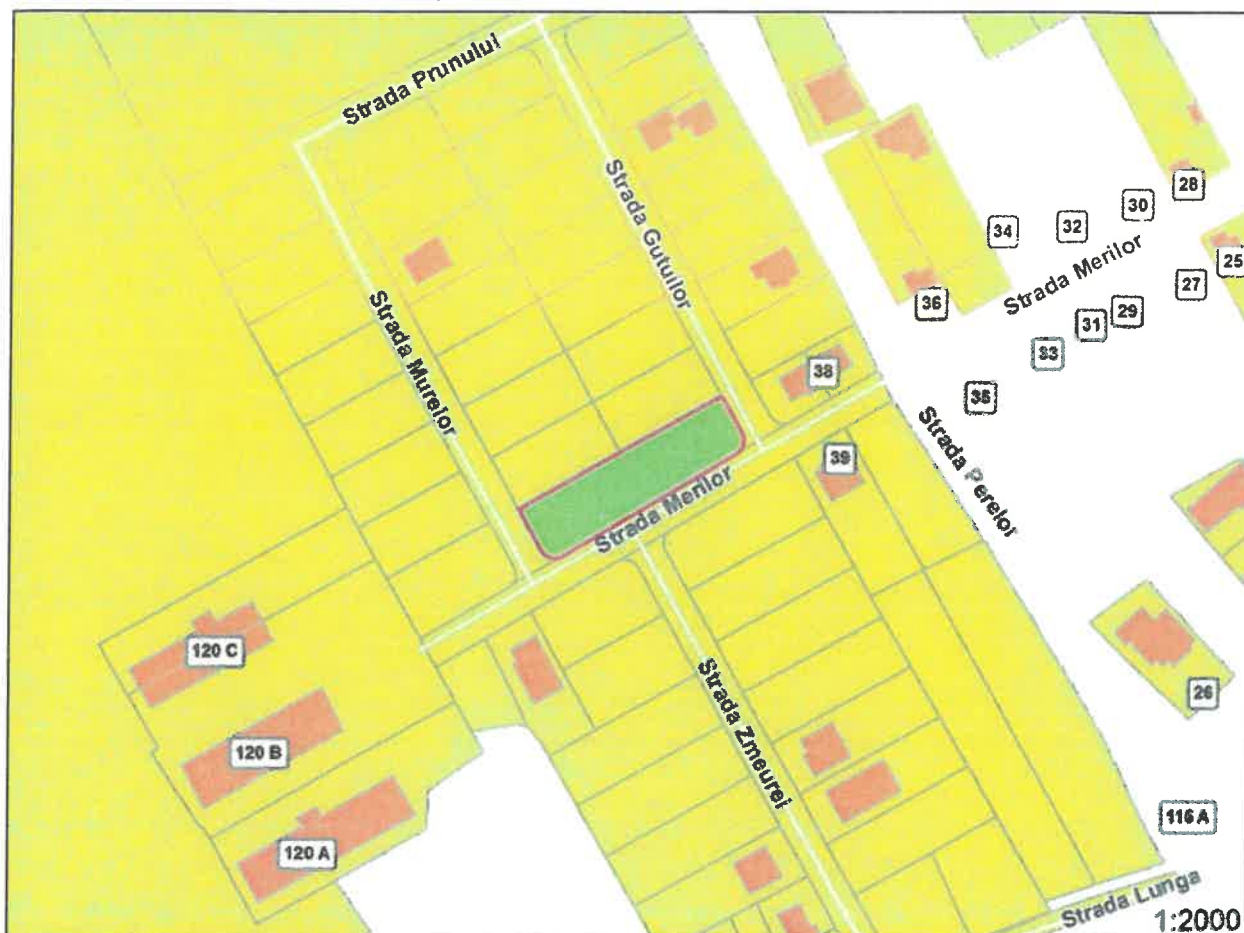 Strada Prunului
Strada Gutuilor
28
30
34
32
Strada Merilor
25
27
36
29
31
33
Strada Murelor
38
35
Strada Perelor
39
Strada Merilor
120 C
Strada Zmeurei
26
120 B
116 A
120 A
Strada Lunga
1:2000